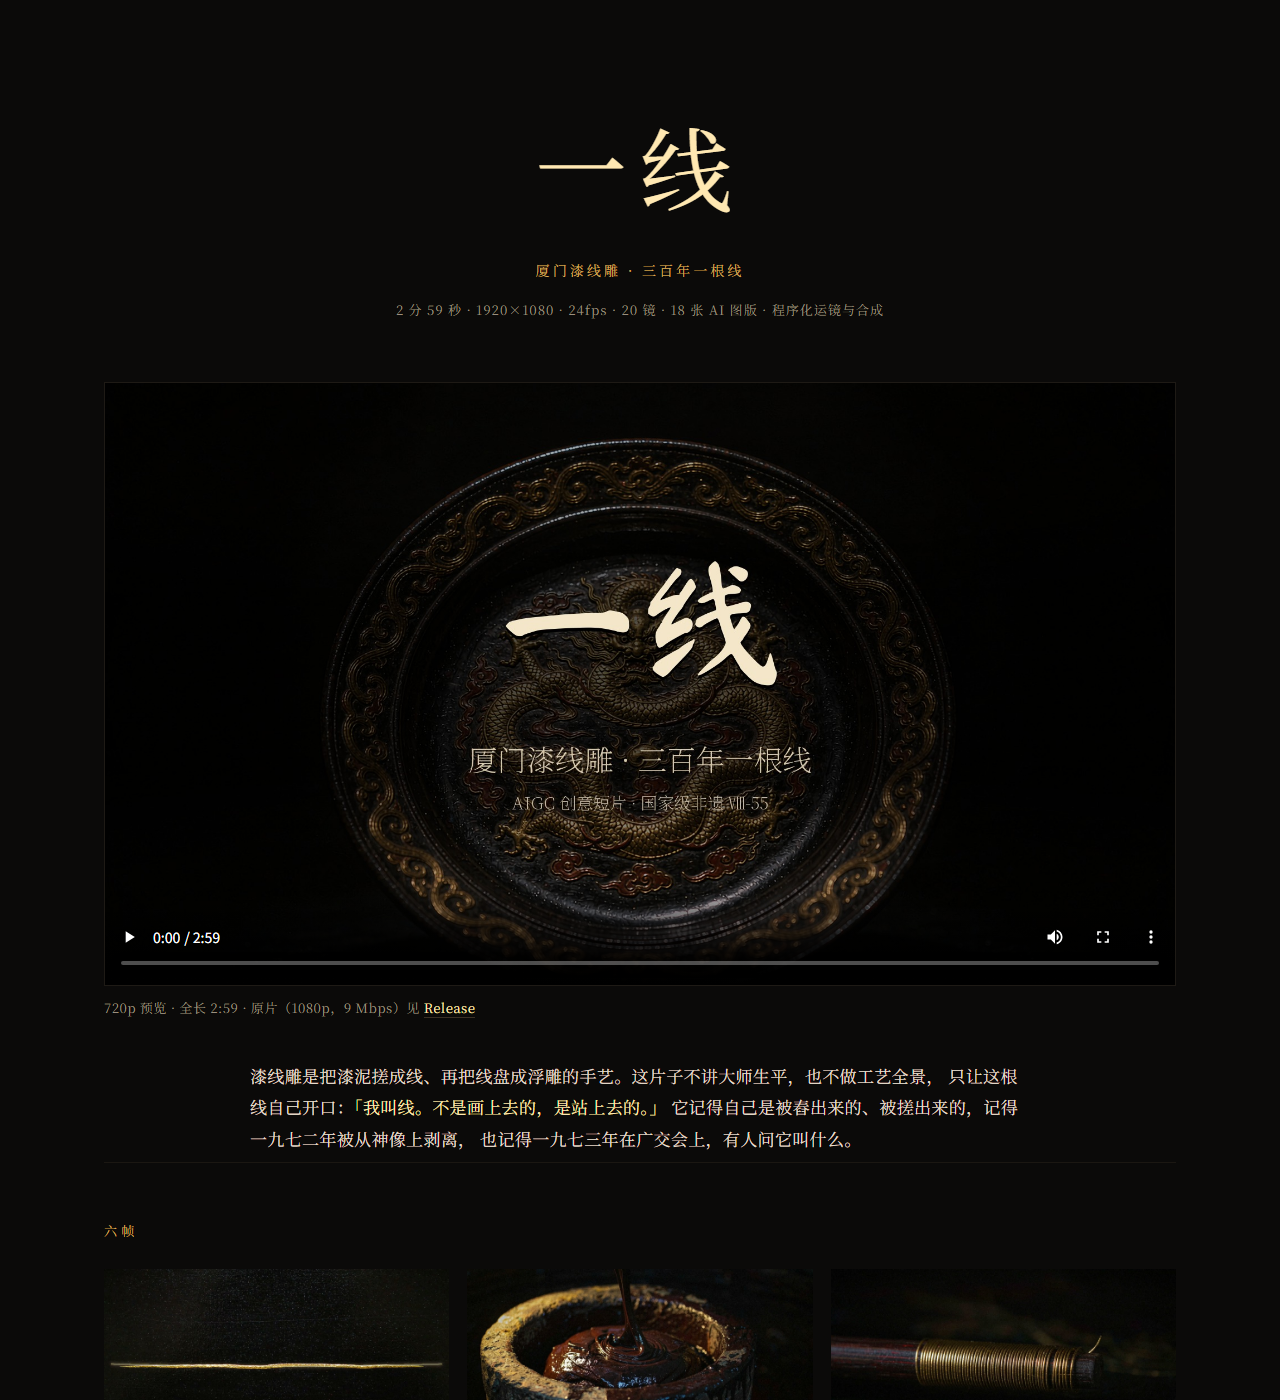 一线
厦门漆线雕 · 三百年一根线
2 分 59 秒 · 1920×1080 · 24fps · 20 镜 · 18 张 AI 图版 · 程序化运镜与合成
一线
厦门漆线雕 · 三百年一根线
AIGC 创意短片 · 国家级非遗 Ⅷ-55
0:00 / 2:59
720p 预览 · 全长 2:59 · 原片（1080p，9 Mbps）见 Release
漆线雕是把漆泥搓成线、再把线盘成浮雕的手艺。这片子不讲大师生平，也不做工艺全景， 只让这根
线自己开口：「我叫线。不是画上去的，是站上去的。」 它记得自己是被舂出来的、被搓出来的，记得
一九七二年被从神像上剥离， 也记得一九七三年在广交会上，有人问它叫什么。
六帧